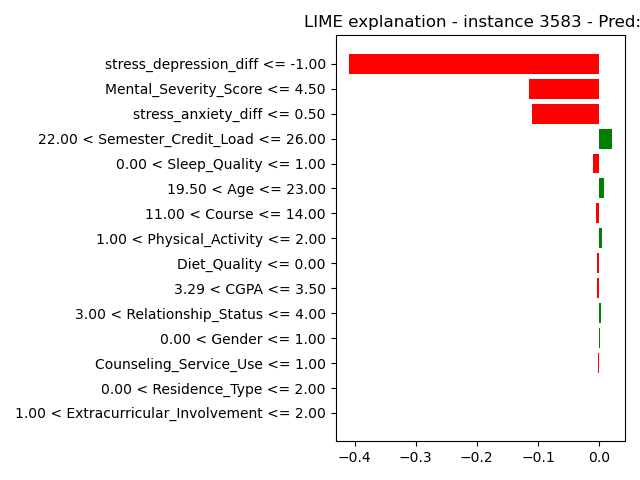 LIME explanation - instance 3583 - Pred:
stress_depression_diff <= -1.00
Mental_Severity_Score <= 4.50
stress_anxiety_diff <= 0.50
22.00 < Semester_Credit_Load <= 26.00
0.00 < Sleep_Quality <= 1.00
19.50 < Age <= 23.00
11.00 < Course <= 14.00
1.00 < Physical_Activity <= 2.00
Diet_Quality <= 0.00
3.29 < CGPA <= 3.50
3.00 < Relationship_Status <= 4.00
0.00 < Gender <= 1.00
Counseling_Service_Use <= 1.00
0.00 < Residence_Type <= 2.00
1.00 < Extracurricular_Involvement <= 2.00
−0.4 −0.3 −0.2 −0.1 0.0